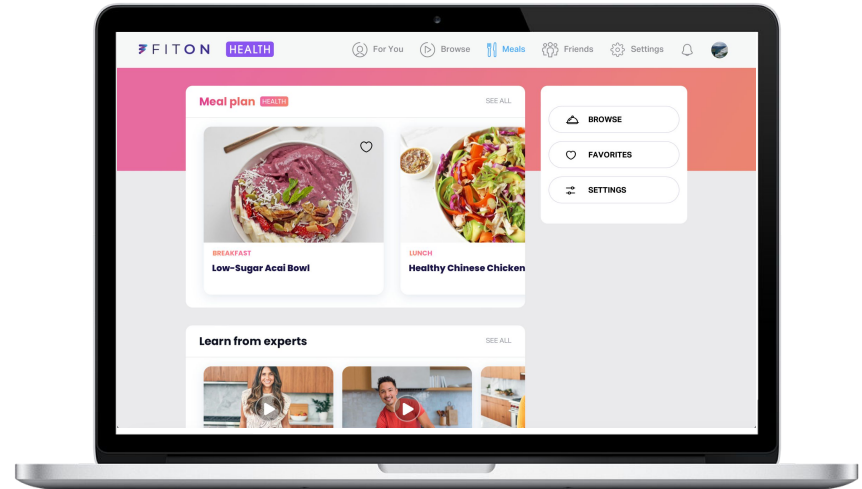 FITON HEALTH
For You
Browse
Meals
Friends
Settings
Meal plan HEALTH
SEE ALL
BREAKFAST
Low-Sugar Acai Bowl
LUNCH
Healthy Chinese Chicken
BROWSE
FAVORITES
SETTINGS
Learn from experts
SEE ALL